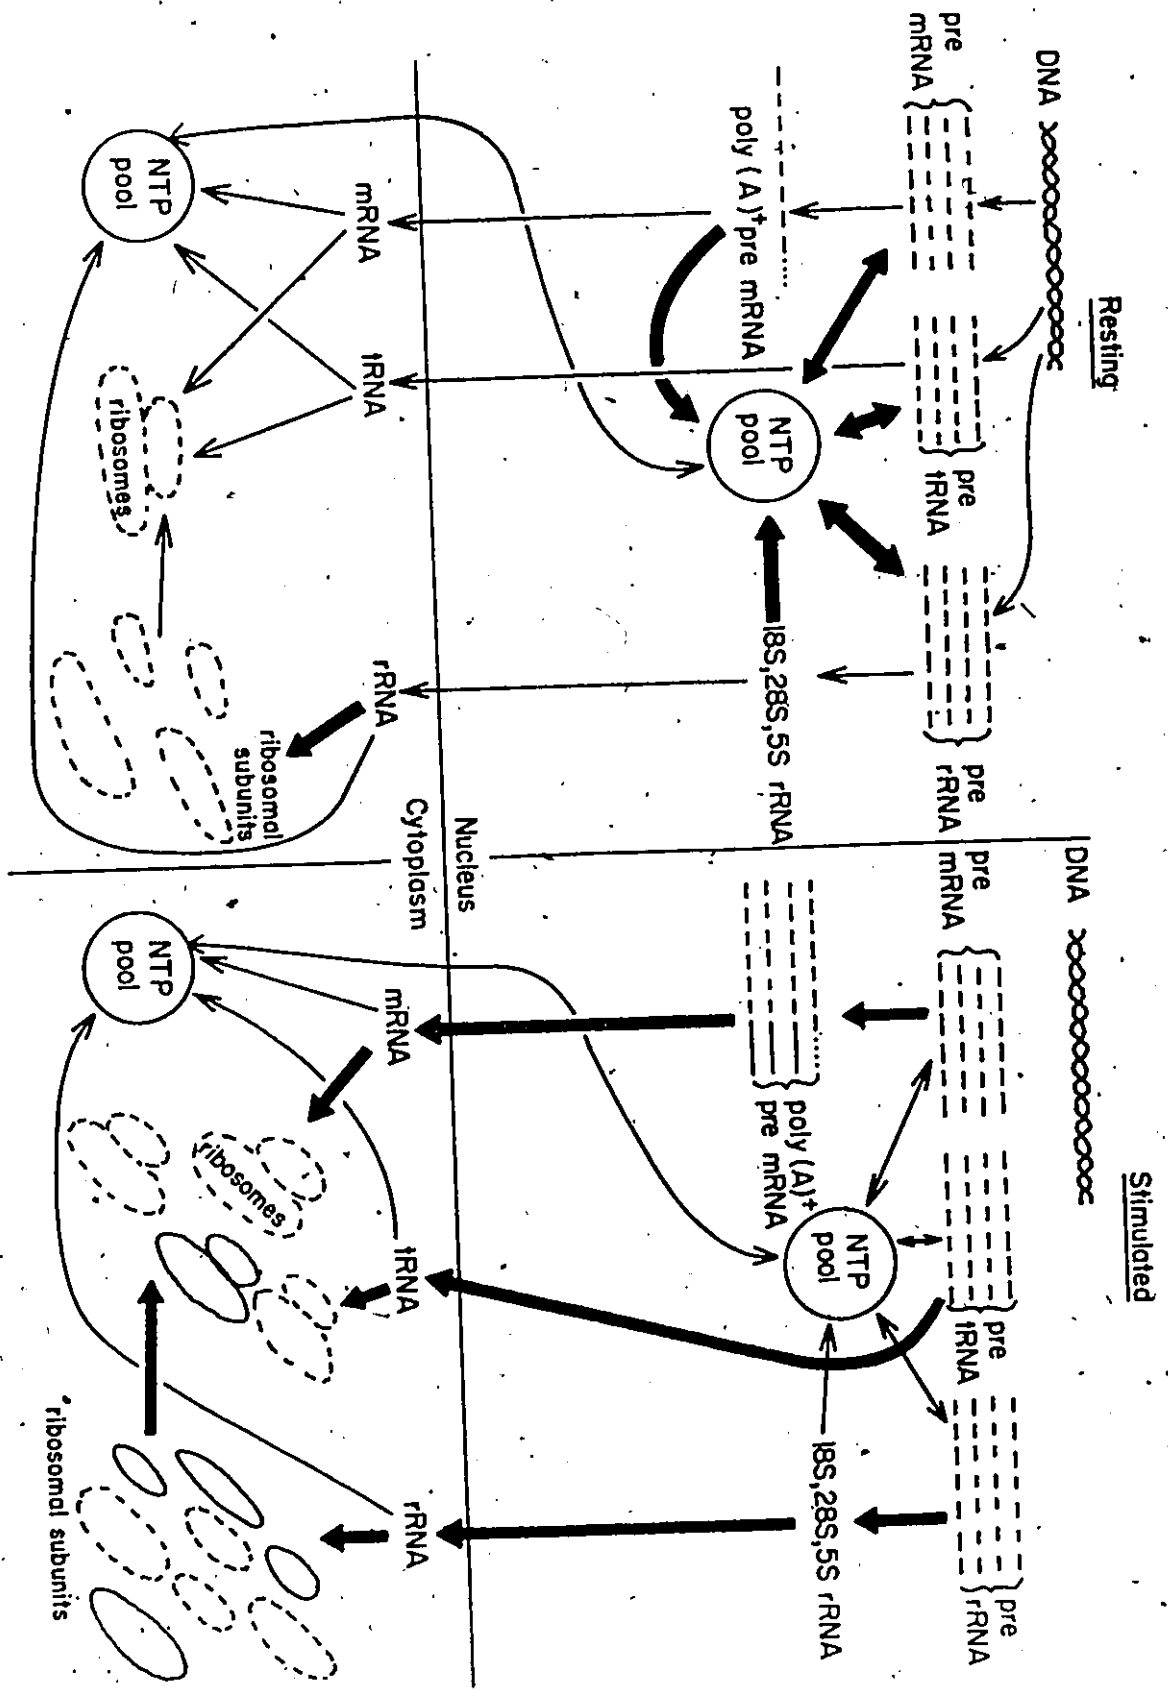 Resting
DNA
pre
mRNA
pre
tRNA
pre
rRNA
poly (A)+ pre mRNA
NTP
pool
18S,28S,5S rRNA
mRNA
tRNA
rRNA
NTP
pool
ribosomes
ribosomal
subunits
Nucleus
Cytoplasm
Stimulated
DNA
pre
mRNA
pre
tRNA
pre
rRNA
poly (A)+
pre mRNA
NTP
pool
18S,28S,5S rRNA
mRNA
tRNA
rRNA
NTP
pool
ribosomes
ribosomal subunits